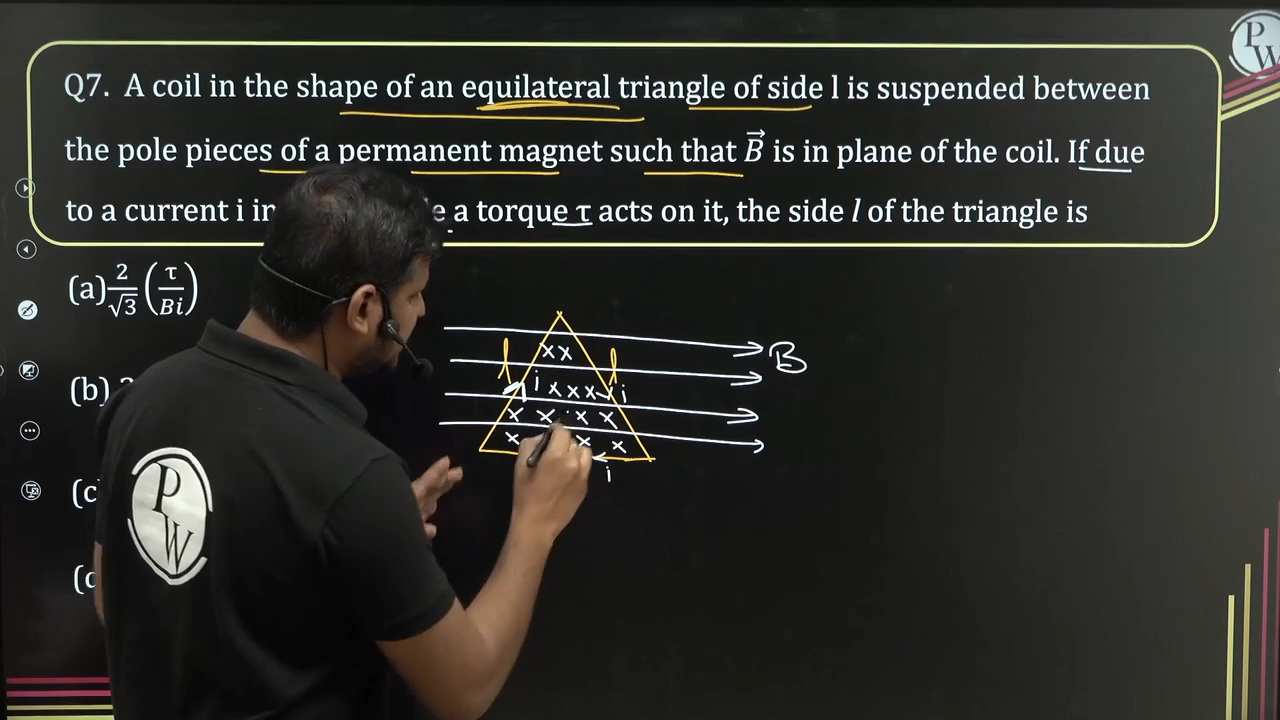 Q7. A coil in the shape of an equilateral triangle of side l is suspended between
the pole pieces of a permanent magnet such that B⃗ is in plane of the coil. If due
to a current i in a torque τ acts on it, the side l of the triangle is
(a) 2/√3 (τ/Bi)
(b)
B
l l
x x
i x x x i
x x x x
x x x
i
PW
PW